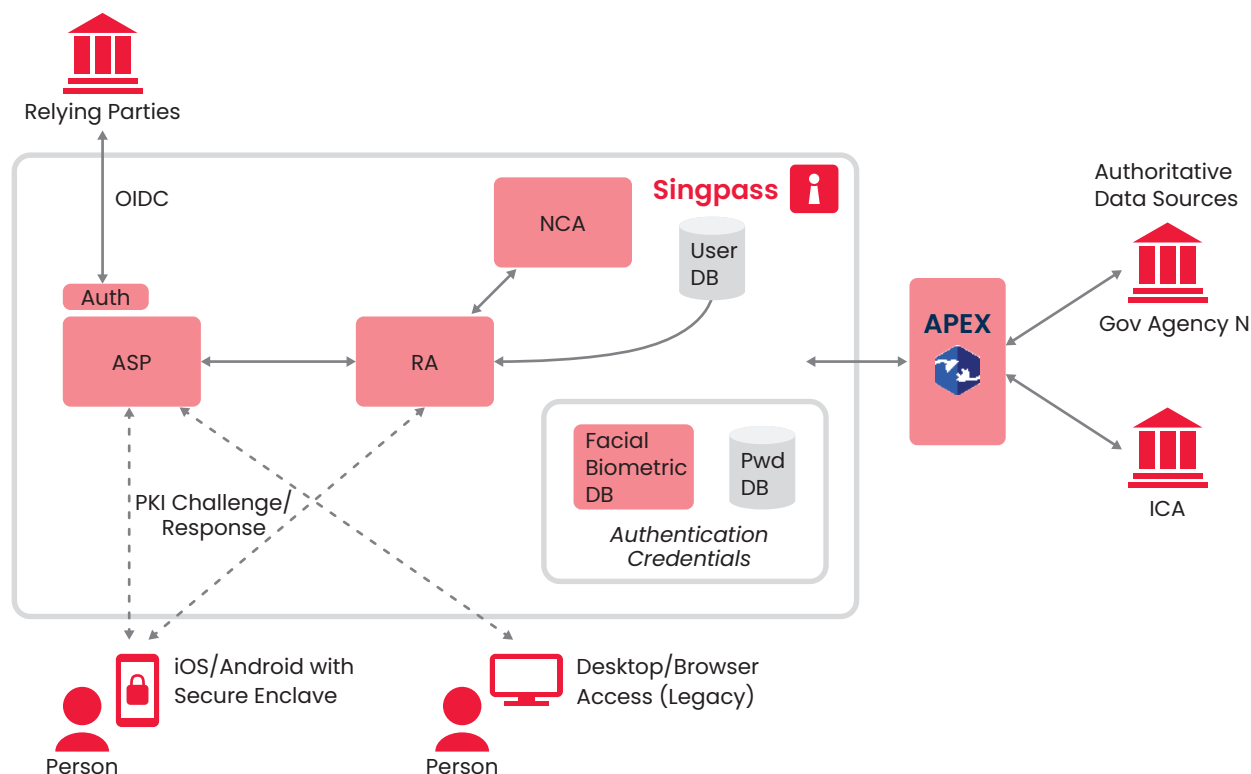 Relying Parties
OIDC
Singpass
NCA
User
DB
Auth
ASP
RA
APEX
Authoritative
Data Sources
Gov Agency N
ICA
Facial
Biometric
DB
Pwd
DB
Authentication
Credentials
PKI Challenge/
Response
iOS/Android with
Secure Enclave
Person
Desktop/Browser
Access (Legacy)
Person